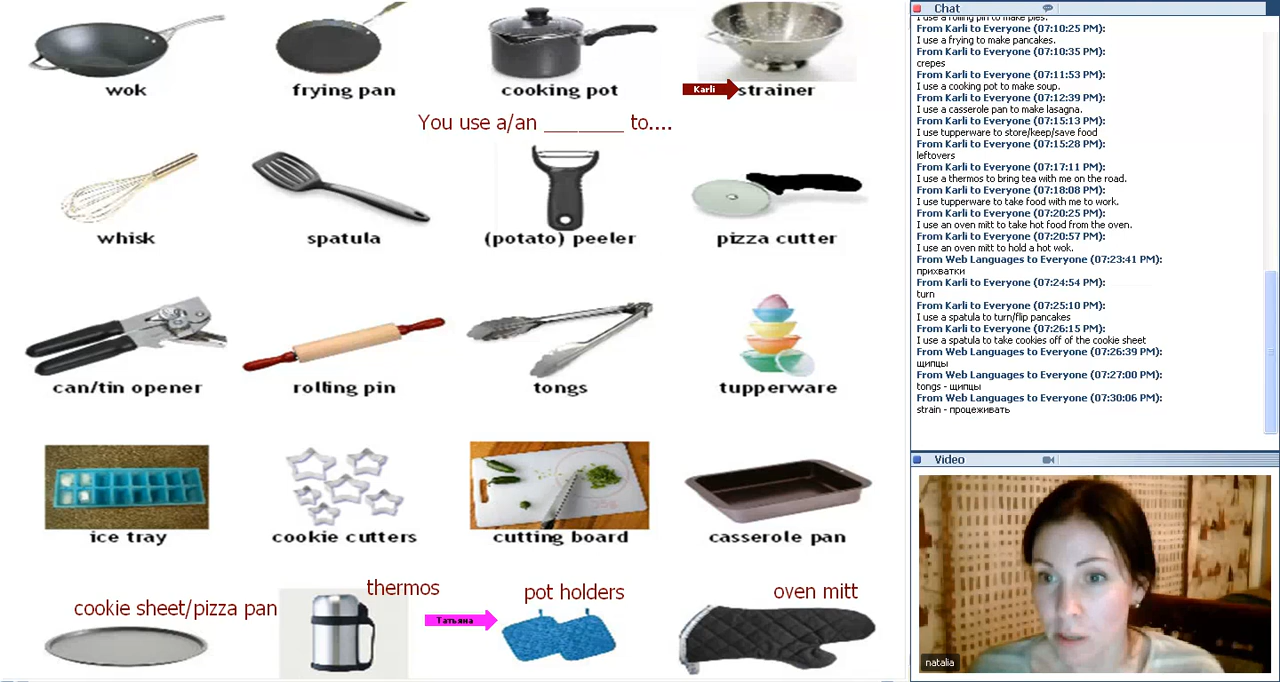 wok frying pan cooking pot Karli strainer
You use a/an ________ to....
whisk spatula (potato) peeler pizza cutter
can/tin opener rolling pin tongs tupperware
ice tray cookie cutters cutting board casserole pan
cookie sheet/pizza pan thermos Татьяна pot holders oven mitt
Chat
I use a rolling pin to make pies.
From Karli to Everyone (07:10:25 PM):
I use a frying to make pancakes.
From Karli to Everyone (07:10:35 PM):
crepes
From Karli to Everyone (07:11:53 PM):
I use a cooking pot to make soup.
From Karli to Everyone (07:12:39 PM):
I use a casserole pan to make lasagna.
From Karli to Everyone (07:15:13 PM):
I use tupperware to store/keep/save food
From Karli to Everyone (07:15:28 PM):
leftovers
From Karli to Everyone (07:17:11 PM):
I use a thermos to bring tea with me on the road.
From Karli to Everyone (07:18:08 PM):
I use tupperware to take food with me to work.
From Karli to Everyone (07:20:25 PM):
I use an oven mitt to take hot food from the oven.
From Karli to Everyone (07:20:57 PM):
I use an oven mitt to hold a hot wok.
From Web Languages to Everyone (07:23:41 PM):
прихватки
From Karli to Everyone (07:24:54 PM):
turn
From Karli to Everyone (07:25:10 PM):
I use a spatula to turn/flip pancakes
From Karli to Everyone (07:26:15 PM):
I use a spatula to take cookies off of the cookie sheet
From Web Languages to Everyone (07:26:39 PM):
щипцы
From Web Languages to Everyone (07:27:00 PM):
tongs - щипцы
From Web Languages to Everyone (07:30:06 PM):
strain - процеживать
Video
natalia